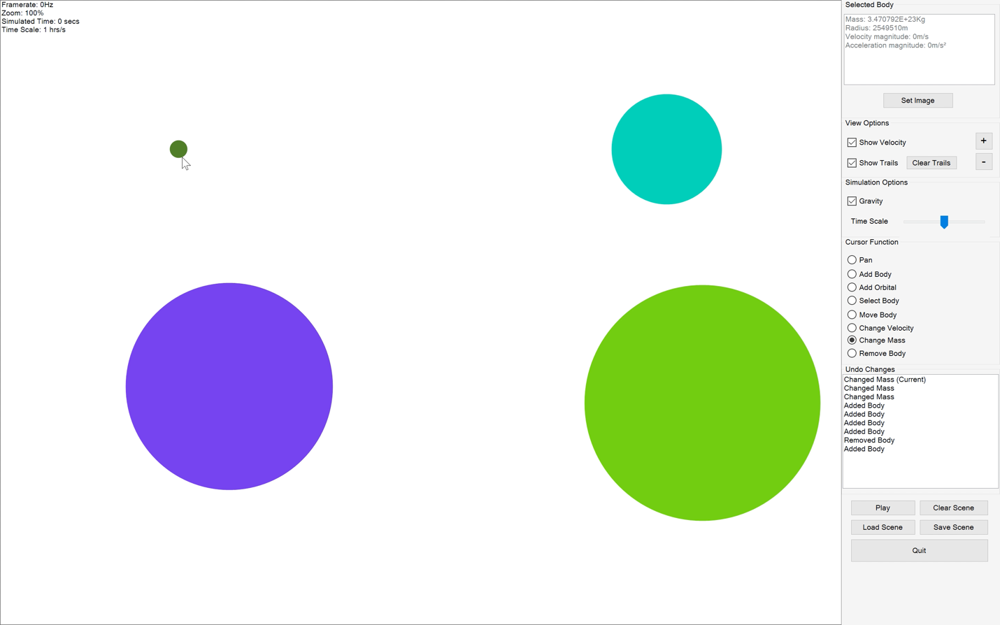 Framerate: 0Hz
Zoom: 100%
Simulated Time: 0 secs
Time Scale: 1 hrs/s
Selected Body
Mass: 3.470792E+23Kg
Radius: 2549510m
Velocity magnitude: 0m/s
Acceleration magnitude: 0m/s²
Set Image
View Options
Show Velocity
+
Show Trails
Clear Trails
-
Simulation Options
Gravity
Time Scale
Cursor Function
Pan
Add Body
Add Orbital
Select Body
Move Body
Change Velocity
Change Mass
Remove Body
Undo Changes
Changed Mass (Current)
Changed Mass
Changed Mass
Added Body
Added Body
Added Body
Added Body
Removed Body
Added Body
Play
Clear Scene
Load Scene
Save Scene
Quit